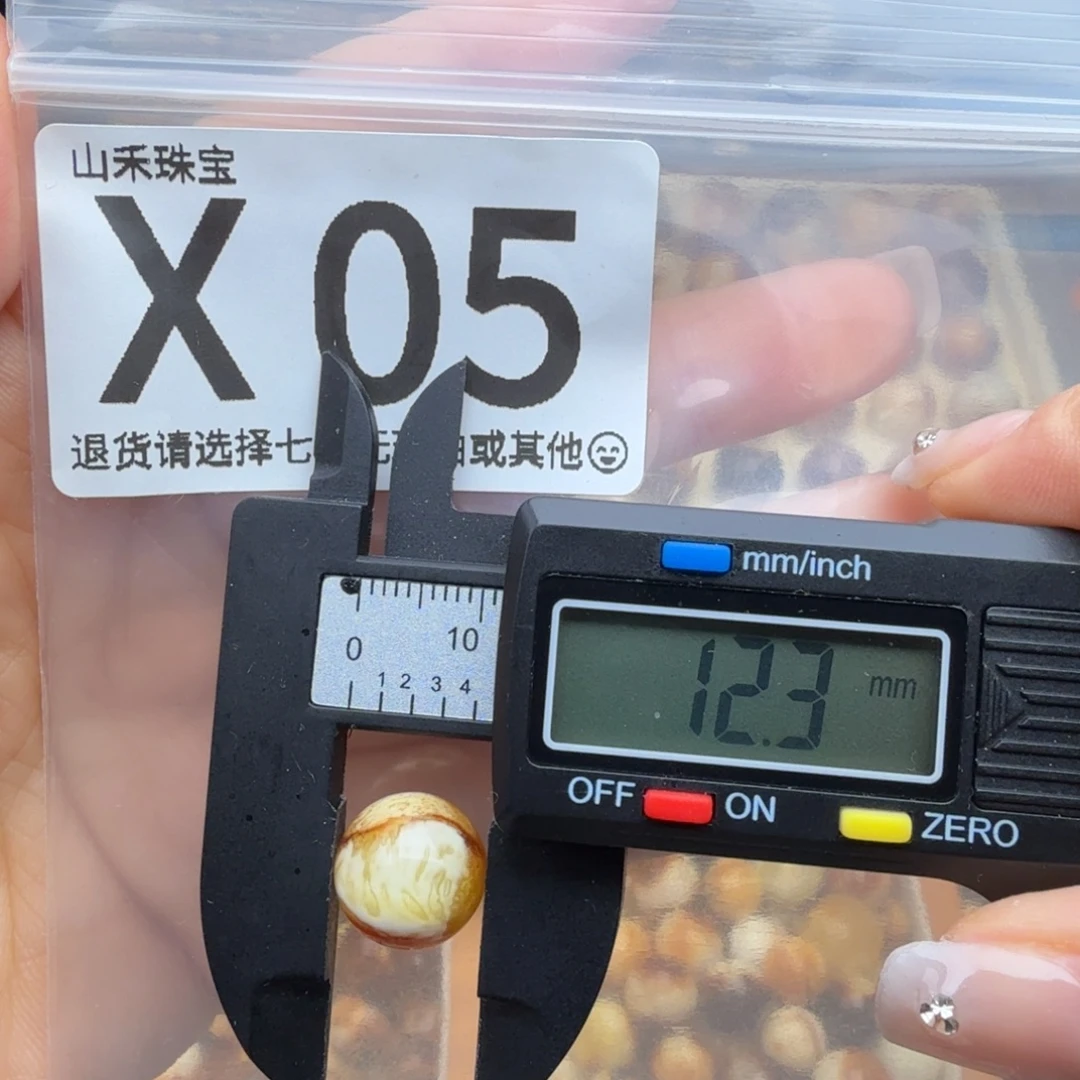 山禾珠宝
X 05
退货请选择七 或其他
mm/inch
0 10
1 2 3 4
12.3 mm
OFF ON ZERO